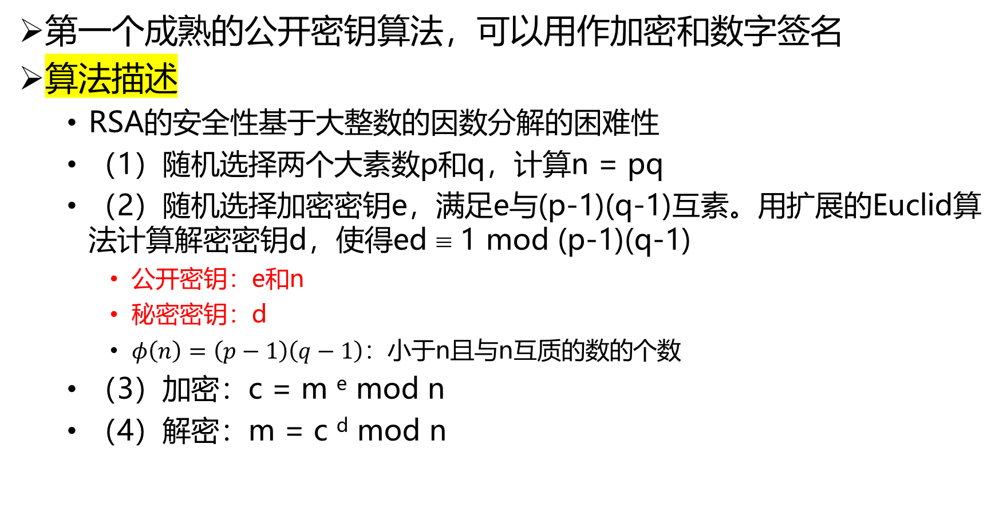 ➢第一个成熟的公开密钥算法，可以用作加密和数字签名
➢算法描述
• RSA的安全性基于大整数的因数分解的困难性
• （1）随机选择两个大素数p和q，计算n = pq
• （2）随机选择加密密钥e，满足e与(p-1)(q-1)互素。用扩展的Euclid算
法计算解密密钥d，使得ed ≡ 1 mod (p-1)(q-1)
• 公开密钥：e和n
• 秘密密钥：d
• 𝜙(𝑛) = (𝑝 − 1)(𝑞 − 1)：小于n且与n互质的数的个数
• （3）加密：c = m ᵉ mod n
• （4）解密：m = c ᵈ mod n